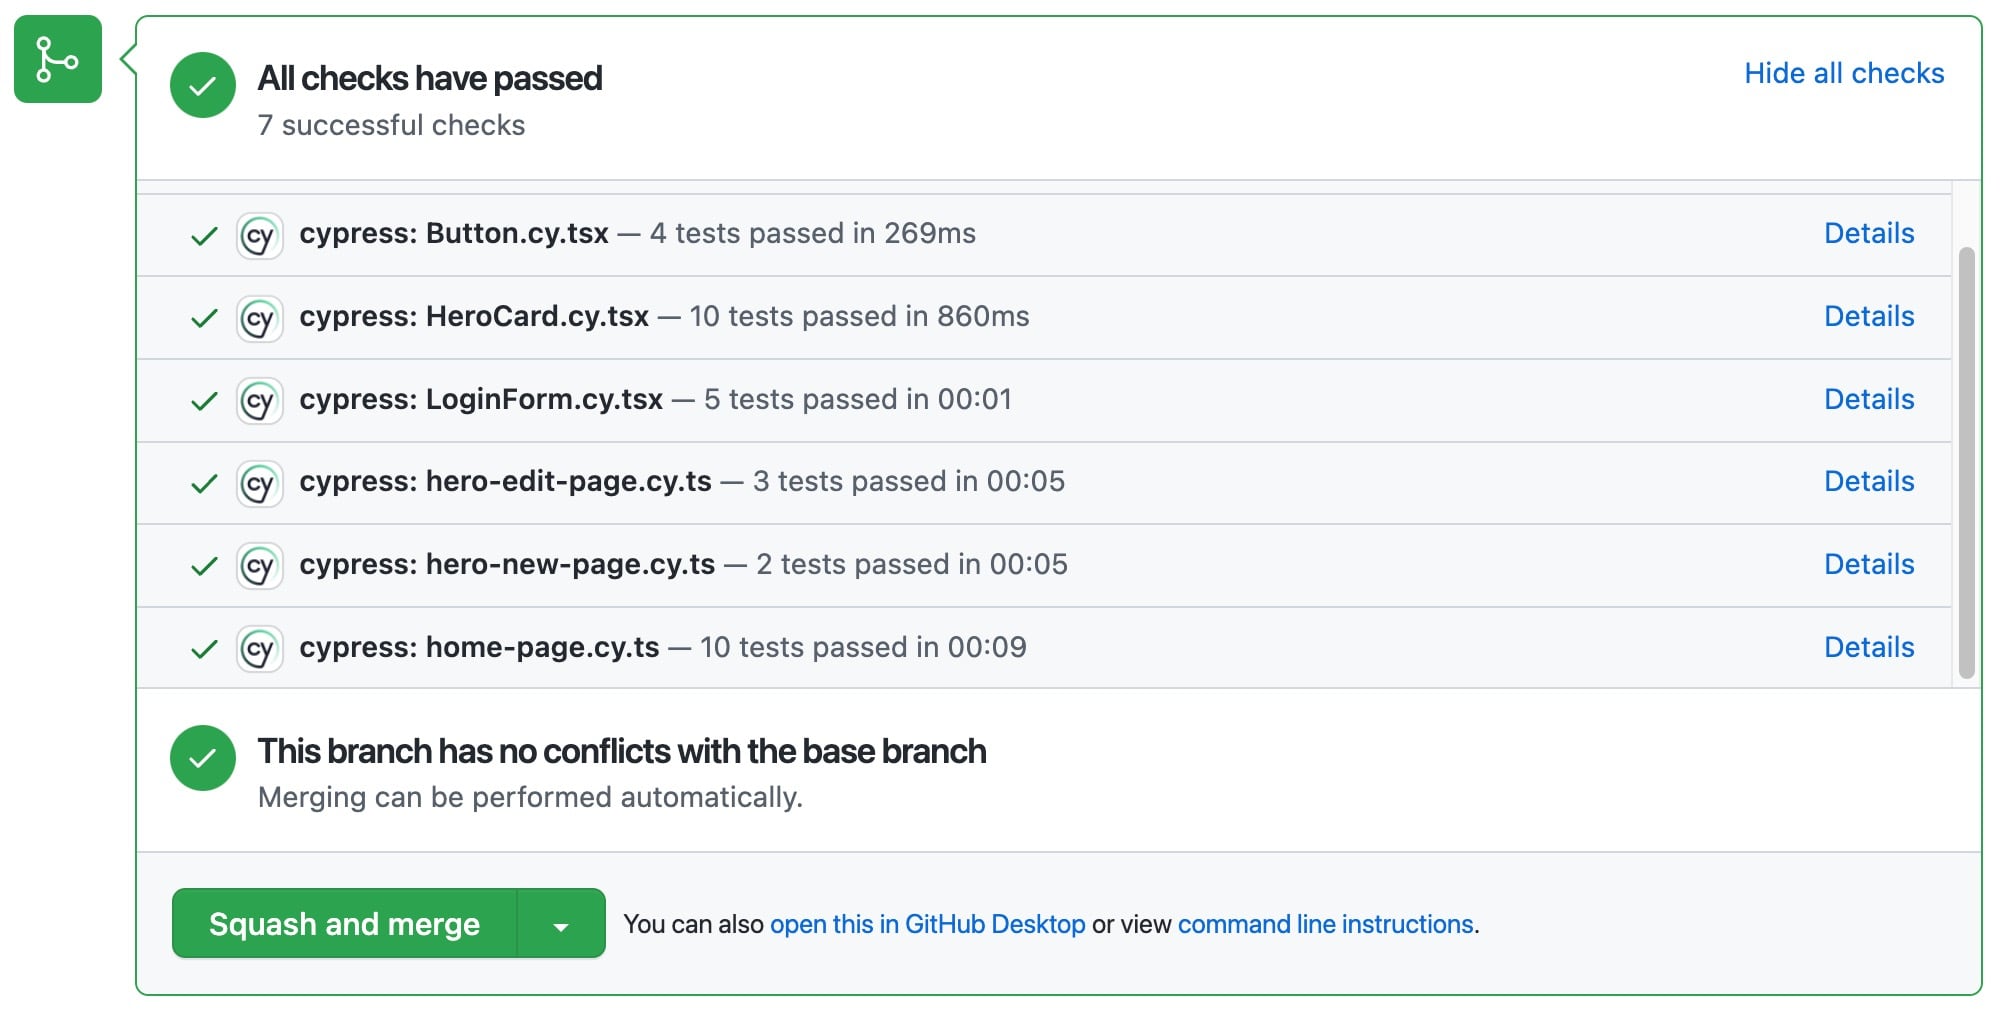 All checks have passed
Hide all checks
7 successful checks
cy cypress: Button.cy.tsx — 4 tests passed in 269ms Details
cy cypress: HeroCard.cy.tsx — 10 tests passed in 860ms Details
cy cypress: LoginForm.cy.tsx — 5 tests passed in 00:01 Details
cy cypress: hero-edit-page.cy.ts — 3 tests passed in 00:05 Details
cy cypress: hero-new-page.cy.ts — 2 tests passed in 00:05 Details
cy cypress: home-page.cy.ts — 10 tests passed in 00:09 Details
This branch has no conflicts with the base branch
Merging can be performed automatically.
Squash and merge You can also open this in GitHub Desktop or view command line instructions.